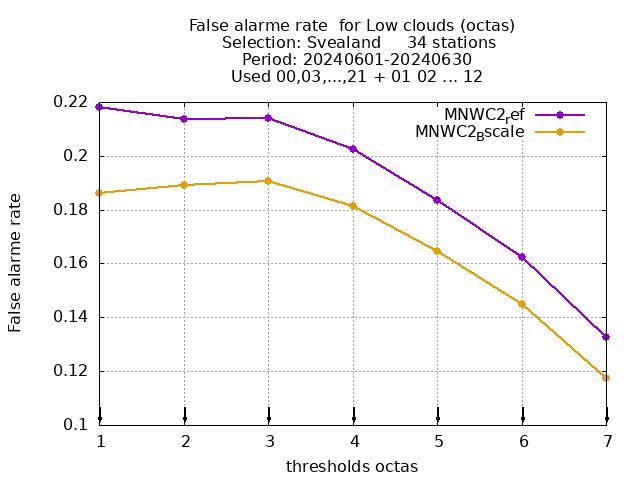 False alarme rate  for Low clouds (octas)
Selection: Svealand     34 stations
Period: 20240601-20240630
Used 00,03,...,21 + 01 02 ... 12
MNWC2ref
MNWC2Bscale
0.22
0.2
0.18
0.16
0.14
0.12
0.1
False alarme rate
1 2 3 4 5 6 7
thresholds octas